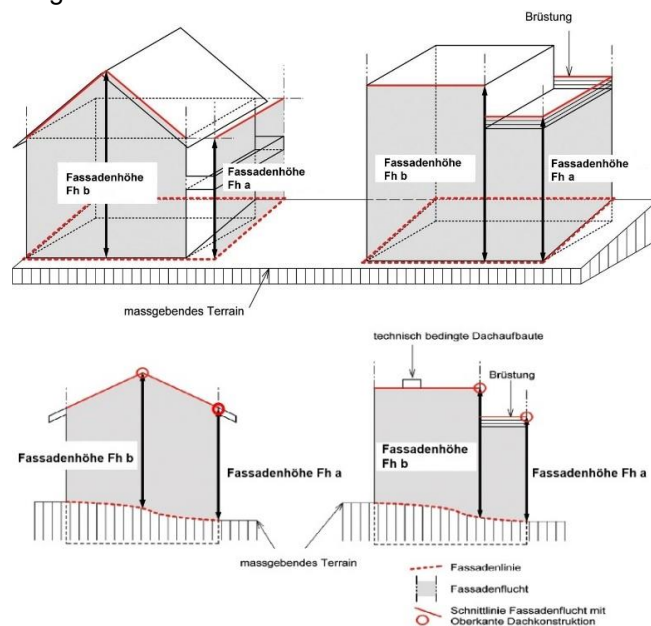 Brüstung
Fassadenhöhe
Fh b
Fassadenhöhe
Fh a
Fassadenhöhe
Fh b
Fassadenhöhe
Fh a
massgebendes Terrain
technisch bedingte Dachaufbaute
Brüstung
Fassadenhöhe Fh b
Fassadenhöhe Fh a
Fassadenhöhe
Fh b
Fassadenhöhe Fh a
massgebendes Terrain
Fassadenlinie
Fassadenflucht
Schnittlinie Fassadenflucht mit
Oberkante Dachkonstruktion